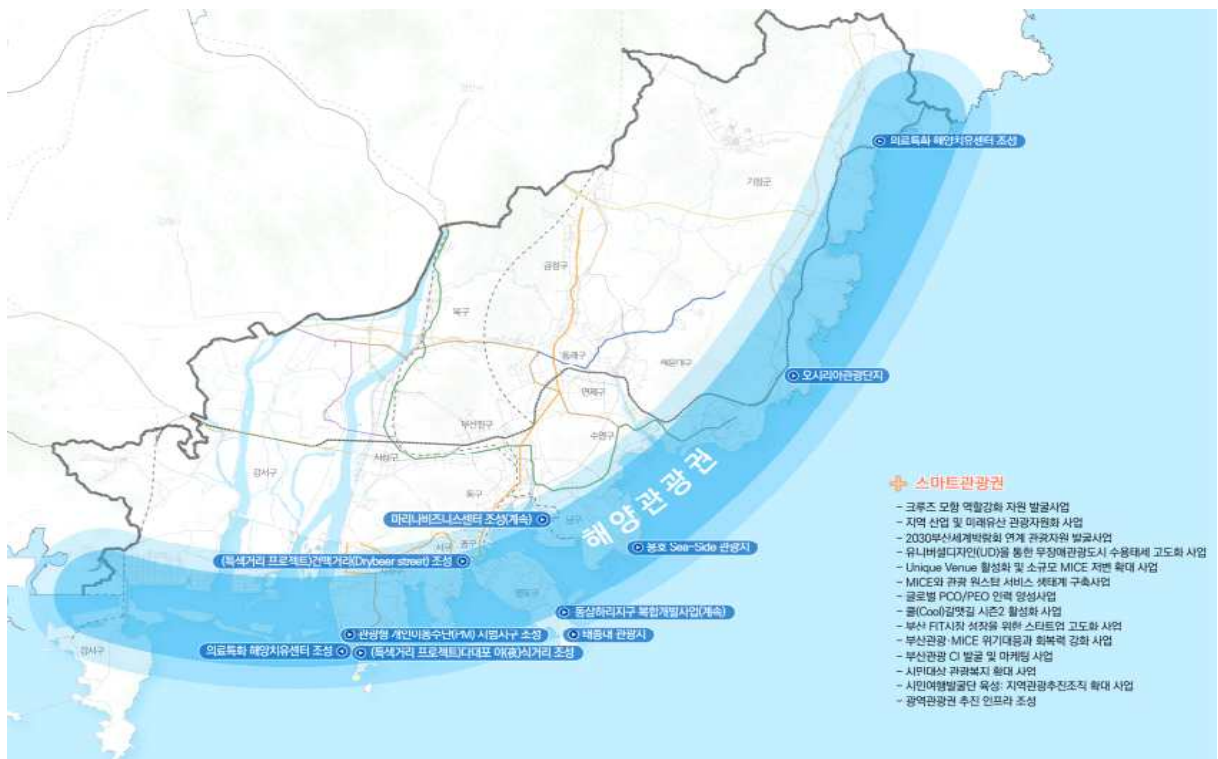 의료특화 해양치유센터 조성
기장군
금정구
북구
동래구
해운대구
오시리아관광단지
연제구
부산진구
수영구
사상구
강서구
해양관광권
동구
마리나비즈니스센터 조성(계속)
남구
서구
중구
봉호 Sea-Side 관광지
(특색거리 프로젝트)건맥거리(Drybeer street) 조성
사하구
영도구
동삼하리지구 복합개발사업(계속)
관광형 개인이동수단(PM) 시범지구 조성
태종대 관광지
강서구
의료특화 해양치유센터 조성
(특색거리 프로젝트)다대포 야(夜)식거리 조성
스마트관광권
- 크루즈 모항 역할강화 자원 발굴사업
- 지역 산업 및 미래유산 관광자원화 사업
- 2030부산세계박람회 연계 관광자원 발굴사업
- 유니버설디자인(UD)을 통한 무장애관광도시 수용태세 고도화 사업
- Unique Venue 활성화 및 소규모 MICE 저변 확대 사업
- MICE와 관광 원스탑 서비스 생태계 구축사업
- 글로벌 PCO/PEO 인력 양성사업
- 쿨(Cool)갈맷길 시즌2 활성화 사업
- 부산 FIT시장 성장을 위한 스타트업 고도화 사업
- 부산관광·MICE 위기대응과 회복력 강화 사업
- 부산관광 CI 발굴 및 마케팅 사업
- 시민대상 관광복지 확대 사업
- 시민여행발굴단 육성: 지역관광추진조직 확대 사업
- 광역관광권 추진 인프라 조성